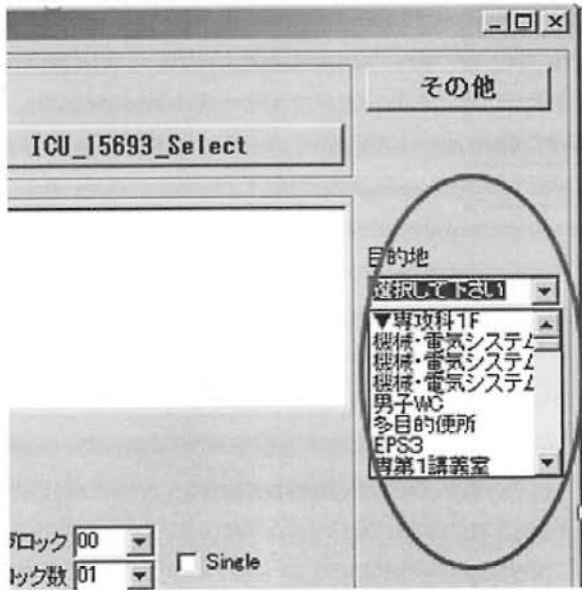 その他
ICU_15693_Select
目的地
選択して下さい
▼専攻科1F
機械・電気システム
機械・電気システム
機械・電気システム
男子WC
多目的便所
EPS3
専第1講義室
ブロック 00
ロック数 01
Single